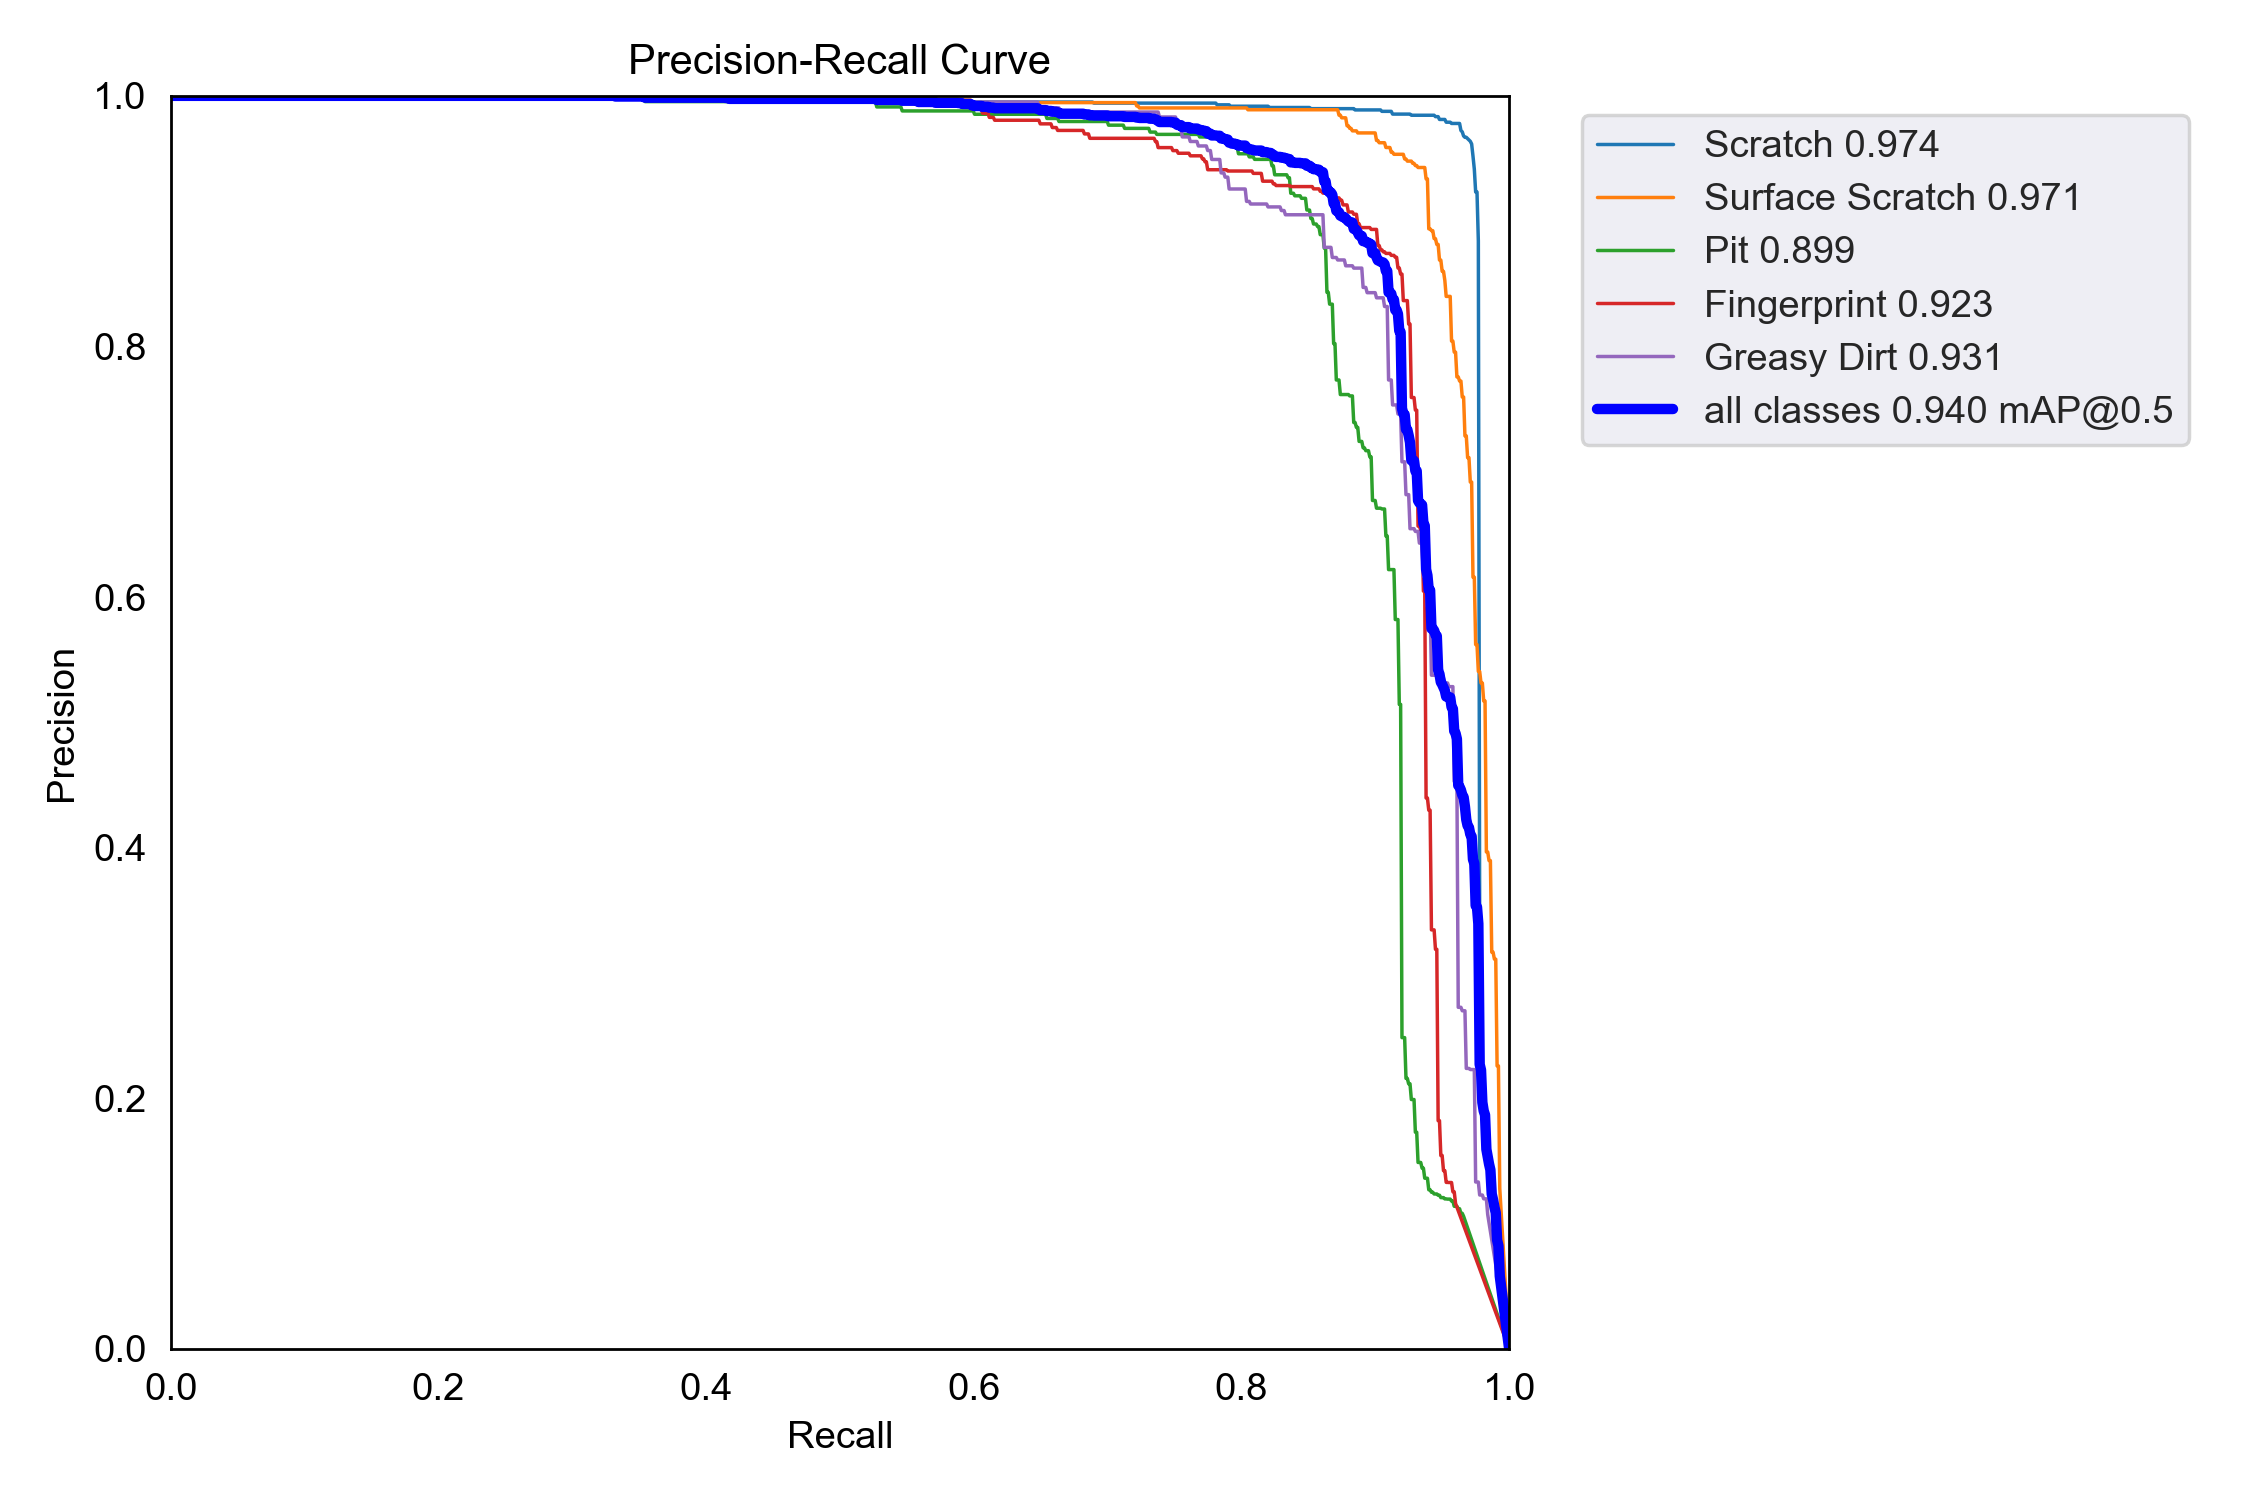 Precision-Recall Curve
1.0
0.8
0.6
0.4
0.2
0.0
Precision
0.0 0.2 0.4 0.6 0.8 1.0
Recall
Scratch 0.974
Surface Scratch 0.971
Pit 0.899
Fingerprint 0.923
Greasy Dirt 0.931
all classes 0.940 mAP@0.5